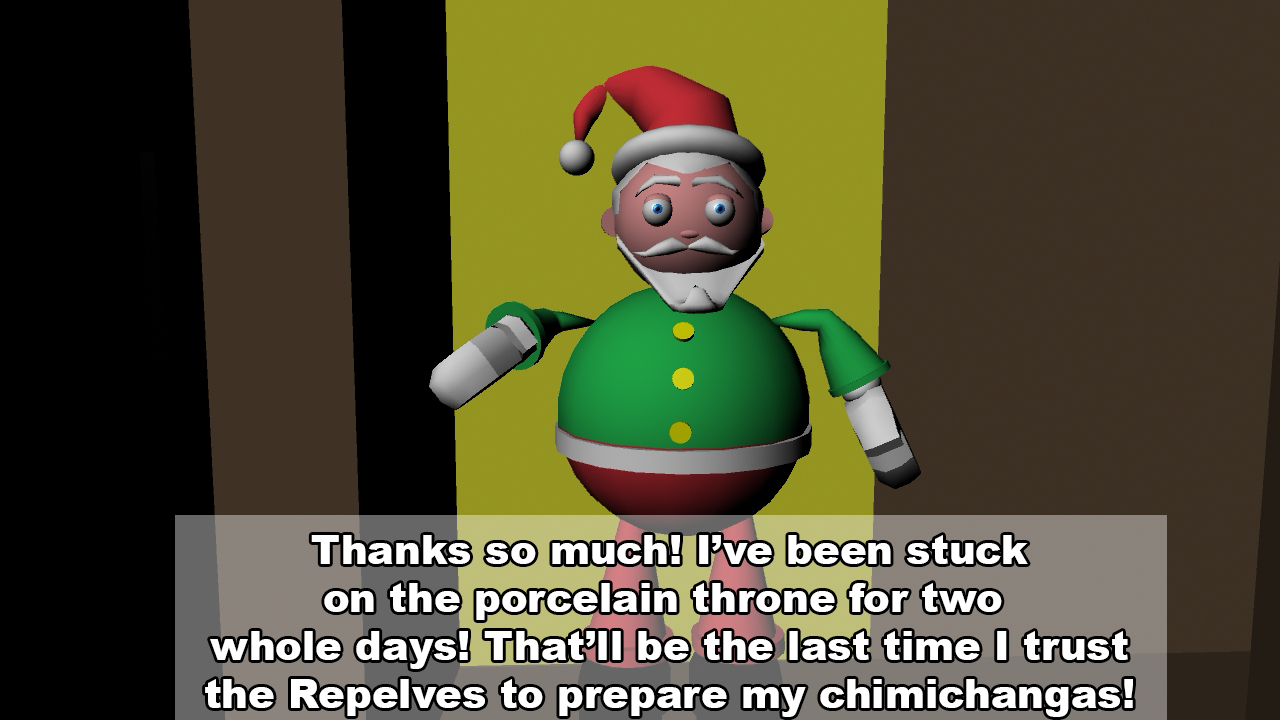 Thanks so much! I’ve been stuck
on the porcelain throne for two
whole days! That’ll be the last time I trust
the Repelves to prepare my chimichangas!